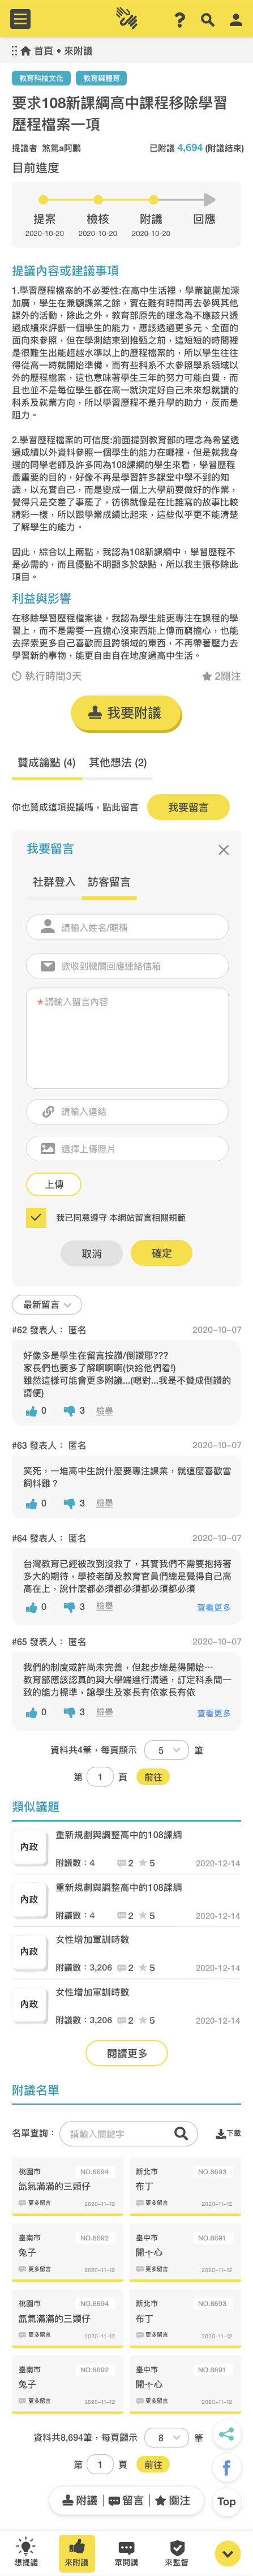 首頁 • 來附議
教育科技文化 教育與體育
要求108新課綱高中課程移除學習
歷程檔案一項
提議者 無氣a阿鵬 已附議 4,694 (附議結束)
目前進度
提案 檢核 附議 回應
2020-10-20 2020-10-20 2020-10-20
提議內容或建議事項
1.學習歷程檔案的不必要性:在高中生活裡，學業範圍加深
加廣，學生在兼顧課業之餘，實在難有時間再去參與其他
課外的活動，除此之外，教育部原先的理念為不應該只透
過成績來評斷一個學生的能力，應該透過更多元、全面的
面向來參照，但在學測結束到推甄之前，這短短的時間裡
是很難生出能超越水準以上的歷程檔案的，所以學生往往
得從高一時就開始準備，而有些科系不太參照學系領域以
外的歷程檔案，這也意味著學生三年的努力可能白費，而
且也並不是每位學生都在高一就決定好自己未來想就讀的
科系及就業方向，所以學習歷程不是升學的助力，反而是
阻力。
2.學習歷程檔案的可信度:前面提到教育部的理念為希望透
過成績以外資料參照一個學生的能力在哪裡，但是就我身
邊的同學老師及許多同為108課綱的學生來看，學習歷程
最重要的目的，好像不再是學習許多課堂中學不到的知
識，以充實自己，而是變成一個上大學前要做好的作業，
覺得只是交差了事罷了，彷彿就像是在比誰寫的故事比較
精彩一樣，所以跟學業成績比起來，這些似乎更不能清楚
了解學生的能力。
因此，綜合以上兩點，我認為108新課綱中，學習歷程不
是必需的，而且優點不明顯多於缺點，所以我主張移除此
項目。
利益與影響
在移除學習歷程檔案後，我認為學生能更專注在課程的學
習上，而不是需要一直擔心沒東西能上傳而窮擔心，也能
去探索更多自己喜歡而且跨領域的東西，不再帶著壓力去
學習新的事物，能更自由自在地度過高中生活。
執行時間3天 2關注
我要附議
贊成論點 (4) 其他想法 (2)
你也贊成這項提議嗎，點此留言 我要留言
我要留言
社群登入 訪客留言
請輸入姓名/暱稱
欲收到機關回應連絡信箱
*請輸入留言內容
請輸入連結
選擇上傳照片
上傳
我已同意遵守 本網站留言相關規範
取消 確定
最新留言
#62 發表人： 匿名 2020-10-07
好像多是學生在留言按讚/倒讚耶???
家長們也要多了解啊啊啊(快給他們看!)
雖然這樣可能會更多附議...(嗯對...我是不贊成倒讚的
請便)
0 3 檢舉
#63 發表人： 匿名 2020-10-07
笑死，一堆高中生說什麼要專注課業，就這麼喜歡當
飼料雞？
0 3 檢舉
#64 發表人： 匿名 2020-10-07
台灣教育已經被改到沒救了，其實我們不需要抱持著
多大的期待，學校老師及教育官員們總是覺得自己高
高在上，說什麼都必須都必須都必須都必須
0 3 檢舉 查看更多
#65 發表人： 匿名 2020-10-07
我們的制度或許尚未完善，但起步總是得開始⋯
教育部應該認真的與大學端進行溝通，訂定科系間一
致的能力標準，讓學生及家長有依家長有依
0 3 檢舉 查看更多
資料共4筆，每頁顯示 5 筆
第 1 頁 前往
類似議題
內政
重新規劃與調整高中的108課綱
附議數：4 2 5 2020-12-14
內政
重新規劃與調整高中的108課綱
附議數：4 2 5 2020-12-14
內政
女性增加軍訓時數
附議數：3,206 2 5 2020-12-14
內政
女性增加軍訓時數
附議數：3,206 2 5 2020-12-14
閱讀更多
附議名單
名單查詢： 請輸入關鍵字 下載
桃園市 NO.8694 新北市 NO.8693
氙氣滿滿的三類仔 布丁
更多留言 2020-11-12 更多留言 2020-11-12
臺南市 NO.8692 臺中市 NO.8691
兔子 開↑心
更多留言 2020-11-12 更多留言 2020-11-12
桃園市 NO.8694 新北市 NO.8693
氙氣滿滿的三類仔 布丁
更多留言 2020-11-12 更多留言 2020-11-12
臺南市 NO.8692 臺中市 NO.8691
兔子 開↑心
更多留言 2020-11-12 更多留言 2020-11-12
資料共8,694筆，每頁顯示 8 筆
第 1 頁 前往
附議 留言 關注 Top
想提議 來附議 眾開講 來監督